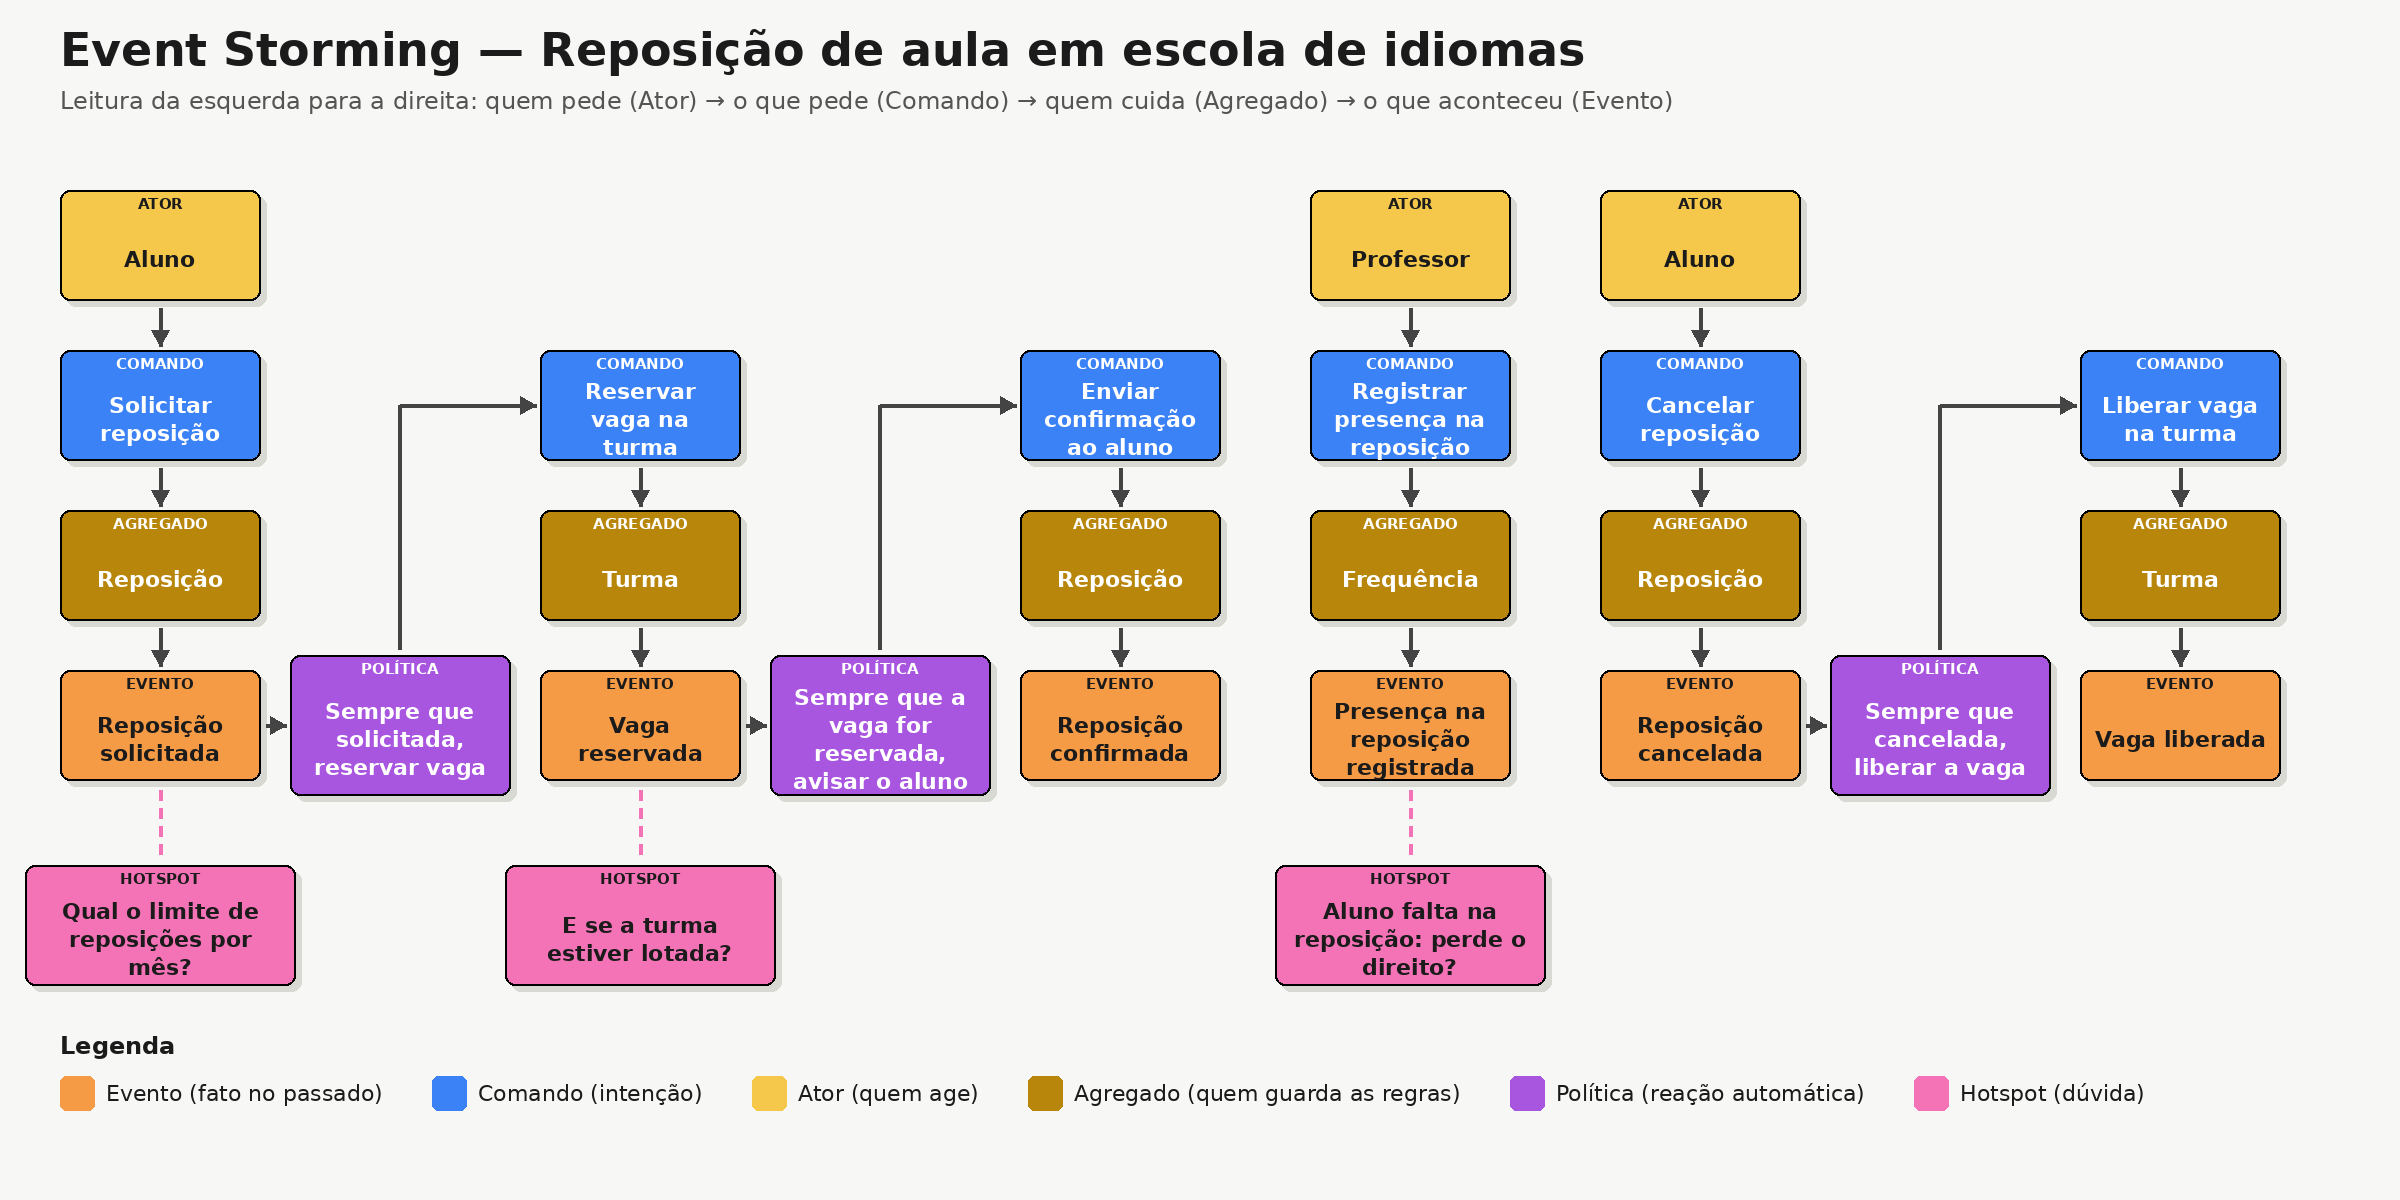 Event Storming — Reposição de aula em escola de idiomas
Leitura da esquerda para a direita: quem pede (Ator) → o que pede (Comando) → quem cuida (Agregado) → o que aconteceu (Evento)
ATOR
Aluno
COMANDO
Solicitar
reposição
AGREGADO
Reposição
EVENTO
Reposição
solicitada
HOTSPOT
Qual o limite de
reposições por
mês?
POLÍTICA
Sempre que
solicitada,
reservar vaga
COMANDO
Reservar
vaga na
turma
AGREGADO
Turma
EVENTO
Vaga
reservada
HOTSPOT
E se a turma
estiver lotada?
POLÍTICA
Sempre que a
vaga for
reservada,
avisar o aluno
COMANDO
Enviar
confirmação
ao aluno
AGREGADO
Reposição
EVENTO
Reposição
confirmada
ATOR
Professor
COMANDO
Registrar
presença na
reposição
AGREGADO
Frequência
EVENTO
Presença na
reposição
registrada
HOTSPOT
Aluno falta na
reposição: perde o
direito?
ATOR
Aluno
COMANDO
Cancelar
reposição
AGREGADO
Reposição
EVENTO
Reposição
cancelada
POLÍTICA
Sempre que
cancelada,
liberar a vaga
COMANDO
Liberar vaga
na turma
AGREGADO
Turma
EVENTO
Vaga liberada
Legenda
Evento (fato no passado)
Comando (intenção)
Ator (quem age)
Agregado (quem guarda as regras)
Política (reação automática)
Hotspot (dúvida)